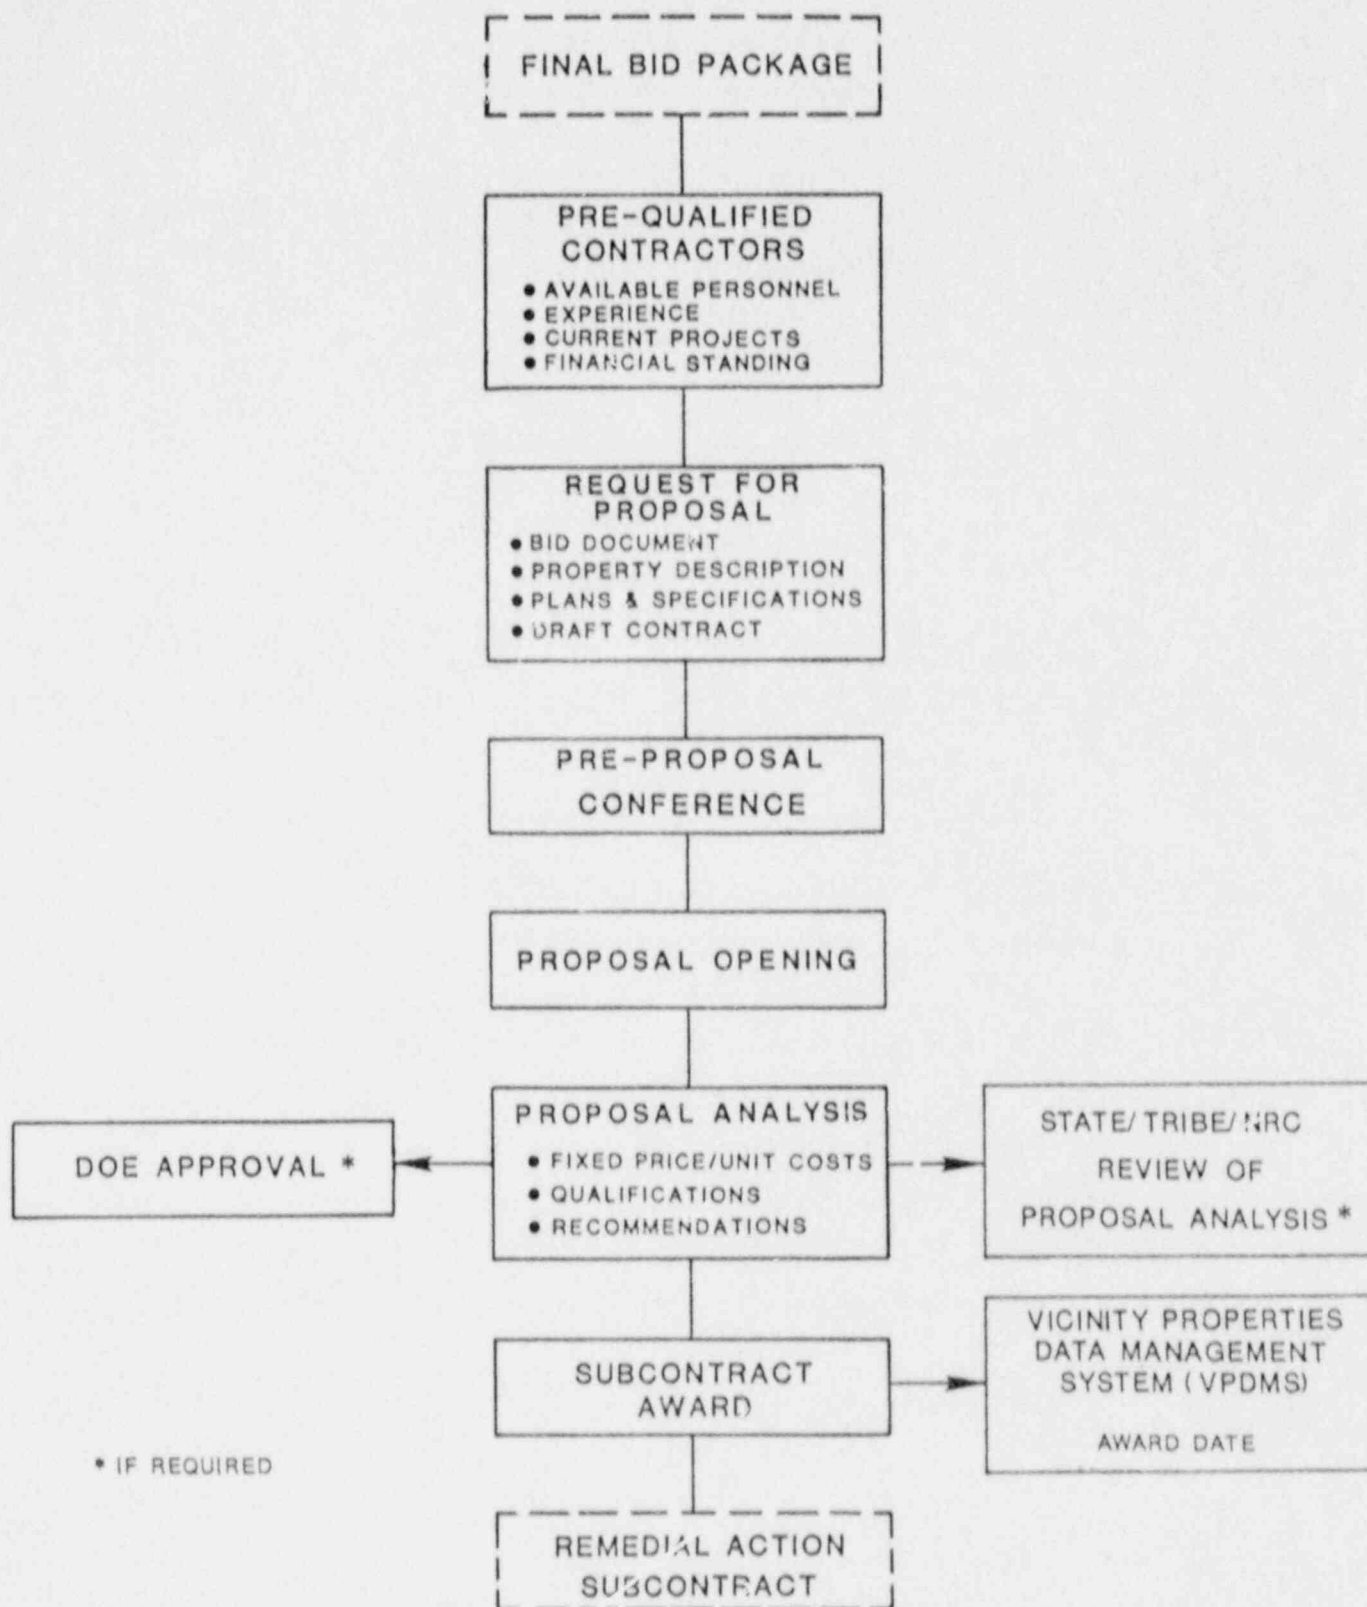 FINAL BID PACKAGE
PRE-QUALIFIED
CONTRACTORS
• AVAILABLE PERSONNEL
• EXPERIENCE
• CURRENT PROJECTS
• FINANCIAL STANDING
REQUEST FOR
PROPOSAL
• BID DOCUMENT
• PROPERTY DESCRIPTION
• PLANS & SPECIFICATIONS
• DRAFT CONTRACT
PRE-PROPOSAL
CONFERENCE
PROPOSAL OPENING
PROPOSAL ANALYSIS
• FIXED PRICE/UNIT COSTS
• QUALIFICATIONS
• RECOMMENDATIONS
DOE APPROVAL *
STATE/TRIBE/NRC
REVIEW OF
PROPOSAL ANALYSIS *
SUBCONTRACT
AWARD
VICINITY PROPERTIES
DATA MANAGEMENT
SYSTEM (VPDMS)
AWARD DATE
* IF REQUIRED
REMEDIAL ACTION
SUBCONTRACT